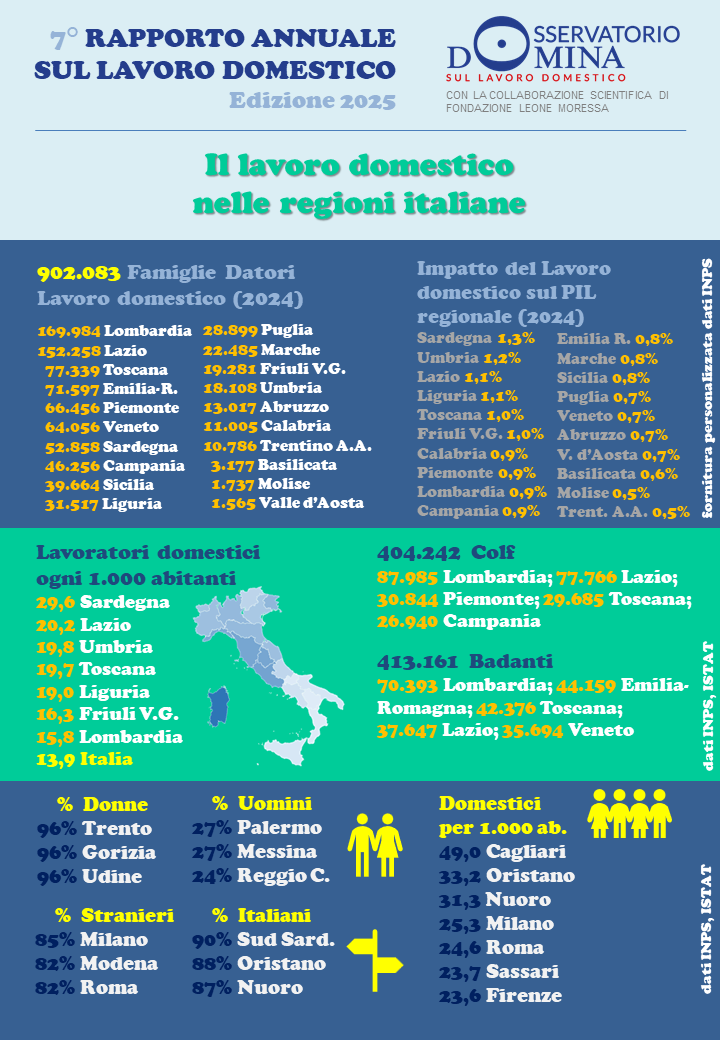 7° RAPPORTO ANNUALE
SUL LAVORO DOMESTICO
Edizione 2025
OSSERVATORIO
DOMINA
SUL LAVORO DOMESTICO
CON LA COLLABORAZIONE SCIENTIFICA DI
FONDAZIONE LEONE MORESSA
Il lavoro domestico
nelle regioni italiane
902.083 Famiglie Datori
Lavoro domestico (2024)
169.984 Lombardia
152.258 Lazio
77.339 Toscana
71.597 Emilia-R.
66.456 Piemonte
64.056 Veneto
52.858 Sardegna
46.256 Campania
39.664 Sicilia
31.517 Liguria
28.899 Puglia
22.485 Marche
19.281 Friuli V.G.
18.108 Umbria
13.017 Abruzzo
11.005 Calabria
10.786 Trentino A.A.
3.177 Basilicata
1.737 Molise
1.565 Valle d'Aosta
Impatto del Lavoro
domestico sul PIL
regionale (2024)
Sardegna 1,3%
Umbria 1,2%
Lazio 1,1%
Liguria 1,1%
Toscana 1,0%
Friuli V.G. 1,0%
Calabria 0,9%
Piemonte 0,9%
Lombardia 0,9%
Campania 0,9%
Emilia R. 0,8%
Marche 0,8%
Sicilia 0,8%
Puglia 0,7%
Veneto 0,7%
Abruzzo 0,7%
V. d'Aosta 0,7%
Basilicata 0,6%
Molise 0,5%
Trent. A.A. 0,5%
fornitura personalizzata dati INPS
Lavoratori domestici
ogni 1.000 abitanti
29,6 Sardegna
20,2 Lazio
19,8 Umbria
19,7 Toscana
19,0 Liguria
16,3 Friuli V.G.
15,8 Lombardia
13,9 Italia
404.242 Colf
87.985 Lombardia; 77.766 Lazio;
30.844 Piemonte; 29.685 Toscana;
26.940 Campania
413.161 Badanti
70.393 Lombardia; 44.159 Emilia-
Romagna; 42.376 Toscana;
37.647 Lazio; 35.694 Veneto
dati INPS, ISTAT
% Donne
96% Trento
96% Gorizia
96% Udine
% Uomini
27% Palermo
27% Messina
24% Reggio C.
% Stranieri
85% Milano
82% Modena
82% Roma
% Italiani
90% Sud Sard.
88% Oristano
87% Nuoro
Domestici
per 1.000 ab.
49,0 Cagliari
33,2 Oristano
31,3 Nuoro
25,3 Milano
24,6 Roma
23,7 Sassari
23,6 Firenze
dati INPS, ISTAT